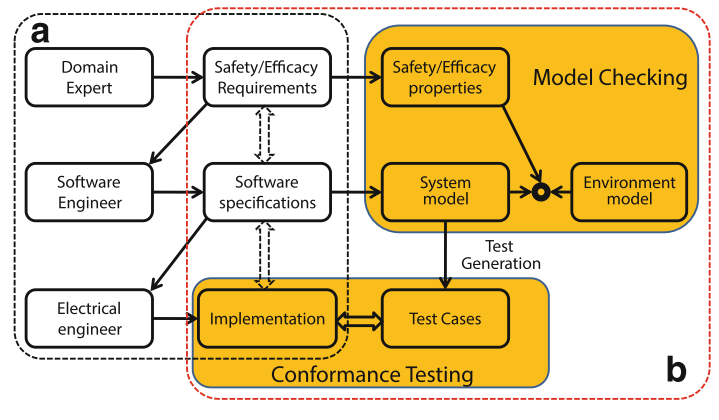 a
Domain
Expert
Safety/Efficacy
Requirements
Safety/Efficacy
properties
Model Checking
Software
Engineer
Software
specifications
System
model
Environment
model
Test
Generation
Electrical
engineer
Implementation
Test Cases
Conformance Testing
b